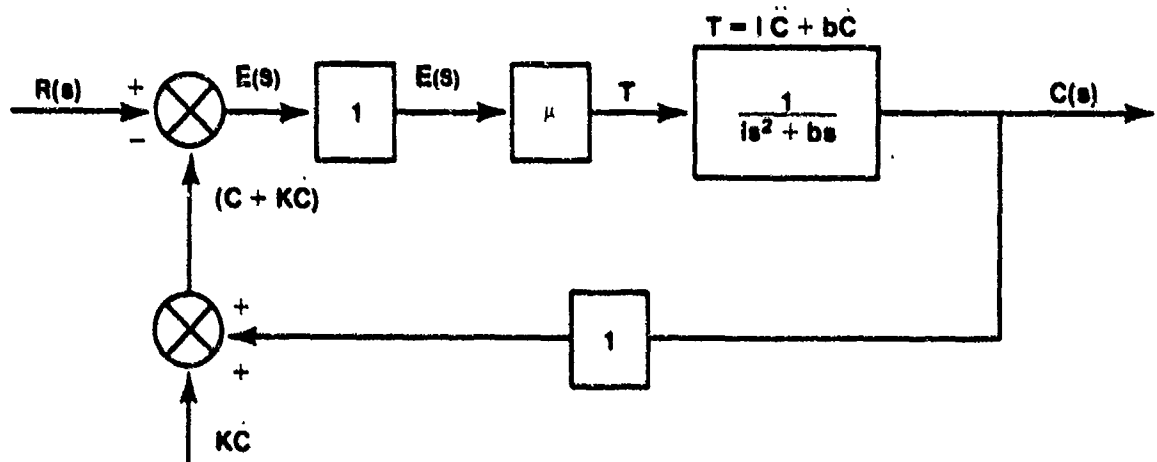 T = I C̈ + bĊ
R(s)
+
−
E(S)
1
E(S)
μ
T
1
is² + bs
C(s)
(C + KĊ)
+
1
+
KĊ